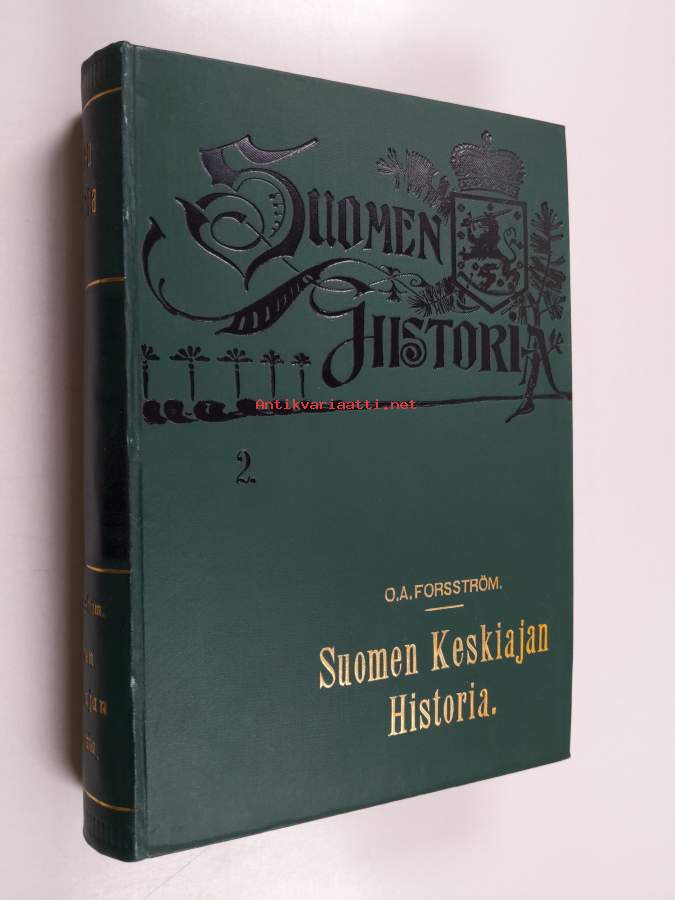 SUOMEN
HISTORIA
Antikvariaatti.net
2.
O.A.FORSSTRÖM.
Suomen Keskiajan
Historia.